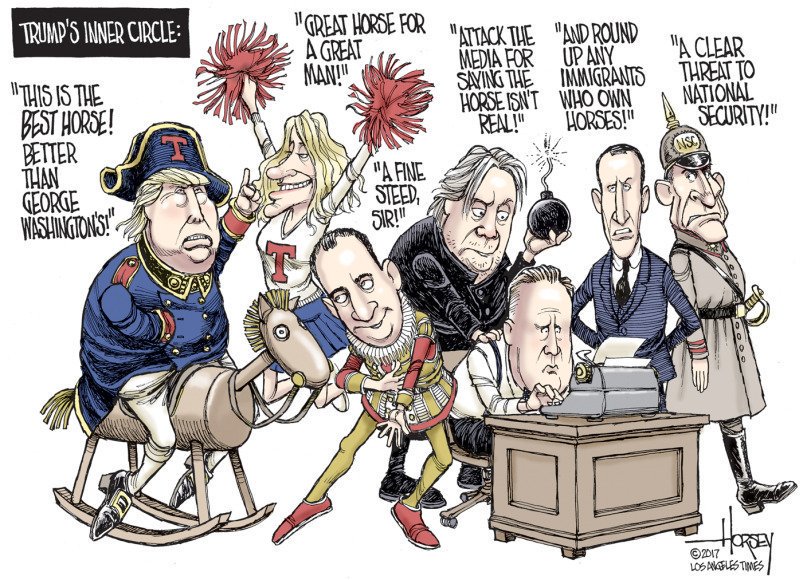 TRUMP'S INNER CIRCLE:
"THIS IS THE
BEST HORSE!
BETTER
THAN
GEORGE
WASHINGTON'S!"
T
"GREAT HORSE FOR
A GREAT
MAN!"
T
"A FINE
STEED,
SIR!"
"ATTACK THE
MEDIA FOR
SAYING THE
HORSE ISN'T
REAL!"
"AND ROUND
UP ANY
IMMIGRANTS
WHO OWN
HORSES!"
"A CLEAR
THREAT TO
NATIONAL
SECURITY!"
NSC
HORSEY
©2017
LOS ANGELES TIMES